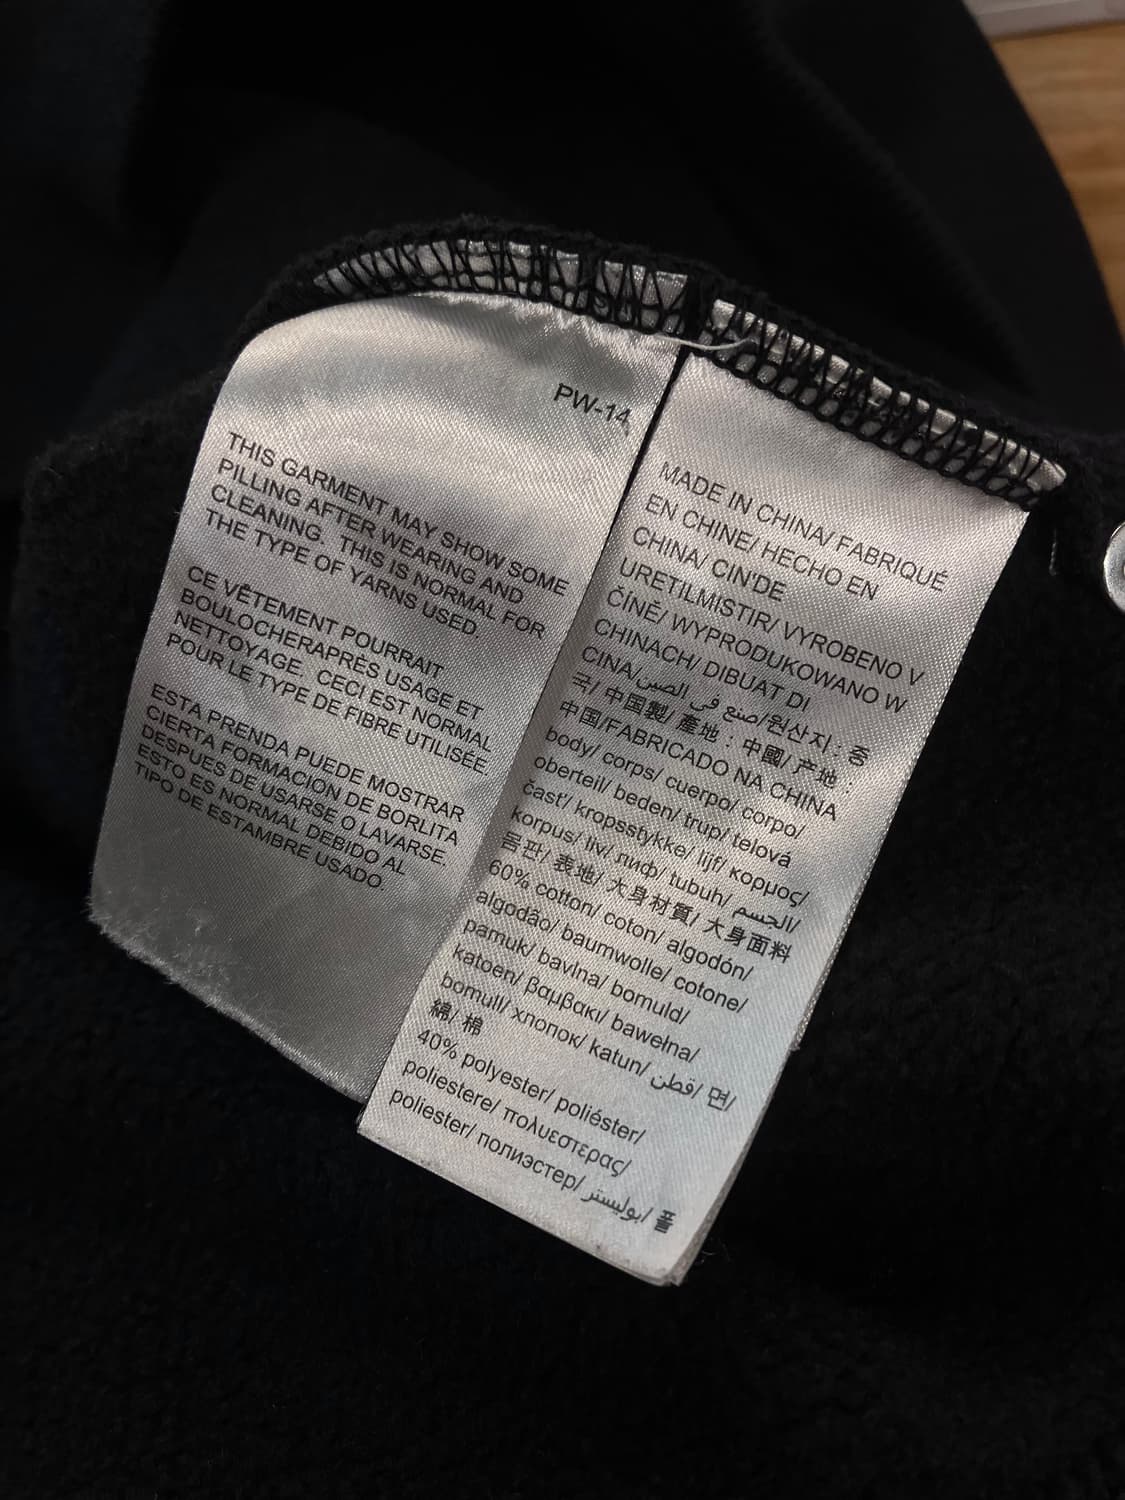 PW-14
THIS GARMENT MAY SHOW SOME
PILLING AFTER WEARING AND
CLEANING. THIS IS NORMAL FOR
THE TYPE OF YARNS USED.
CE VÊTEMENT POURRAIT
BOULOCHERAPRÈS USAGE ET
NETTOYAGE. CECI EST NORMAL
POUR LE TYPE DE FIBRE UTILISÉE.
ESTA PRENDA PUEDE MOSTRAR
CIERTA FORMACION DE BORLITA
DESPUES DE USARSE O LAVARSE.
ESTO ES NORMAL DEBIDO AL
TIPO DE ESTAMBRE USADO.
MADE IN CHINA/ FABRIQUÉ
EN CHINE/ HECHO EN
CHINA/ CIN'DE
URETILMISTIR/ VYROBENO V
ČÍNĚ/ WYPRODUKOWANO W
CHINACH/ DIBUAT DI
CINA/صنع في الصين/원산지 : 중
국/ 中国製/ 產地 : 中國/ 产地 :
中国/FABRICADO NA CHINA
body/ corps/ cuerpo/ corpo/
oberteil/ beden/ trup/ telová
časť/ kropsstykke/ lijf/ κορμος/
korpus/ liv/ лиф/ tubuh/ الجسم/
몸판/ 表地/ 大身材質/ 大身面料
60% cotton/ coton/ algodón/
algodão/ baumwolle/ cotone/
pamuk/ bavlna/ bomuld/
katoen/ βαμβακι/ bawełna/
bomull/ хлопок/ katun/ قطن/ 면/
綿/ 棉
40% polyester/ poliéster/
poliestere/ πολυεστερας/
poliester/ полиэстер/ بوليستر/ 폴